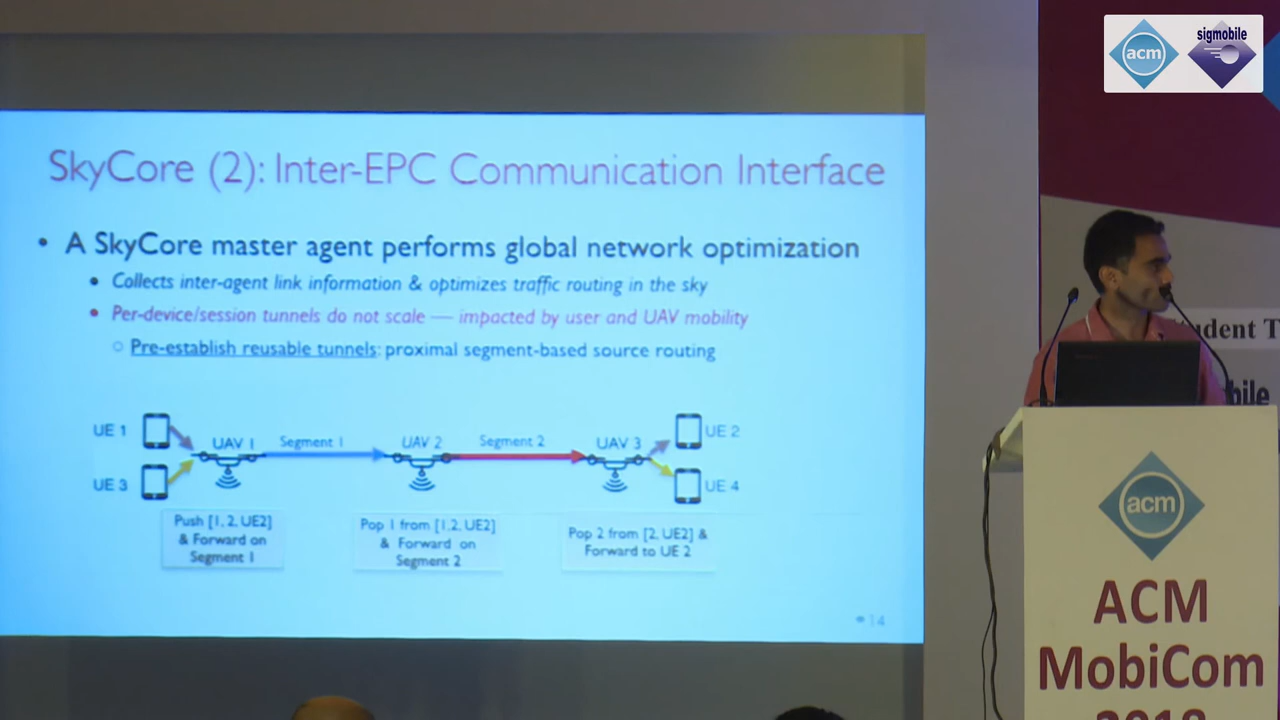 acm
sigmobile
SkyCore (2): Inter-EPC Communication Interface
• A SkyCore master agent performs global network optimization
• Collects inter-agent link information & optimizes traffic routing in the sky
• Per-device/session tunnels do not scale — impacted by user and UAV mobility
○ Pre-establish reusable tunnels: proximal segment-based source routing
UE 1
UAV 1
Segment 1
UAV 2
Segment 2
UAV 3
UE 2
UE 3
UE 4
Push [1, 2, UE2]
& Forward on
Segment 1
Pop 1 from [1,2, UE2]
& Forward on
Segment 2
Pop 2 from [2, UE2] &
Forward to UE 2
14
acm
ACM
MobiCom